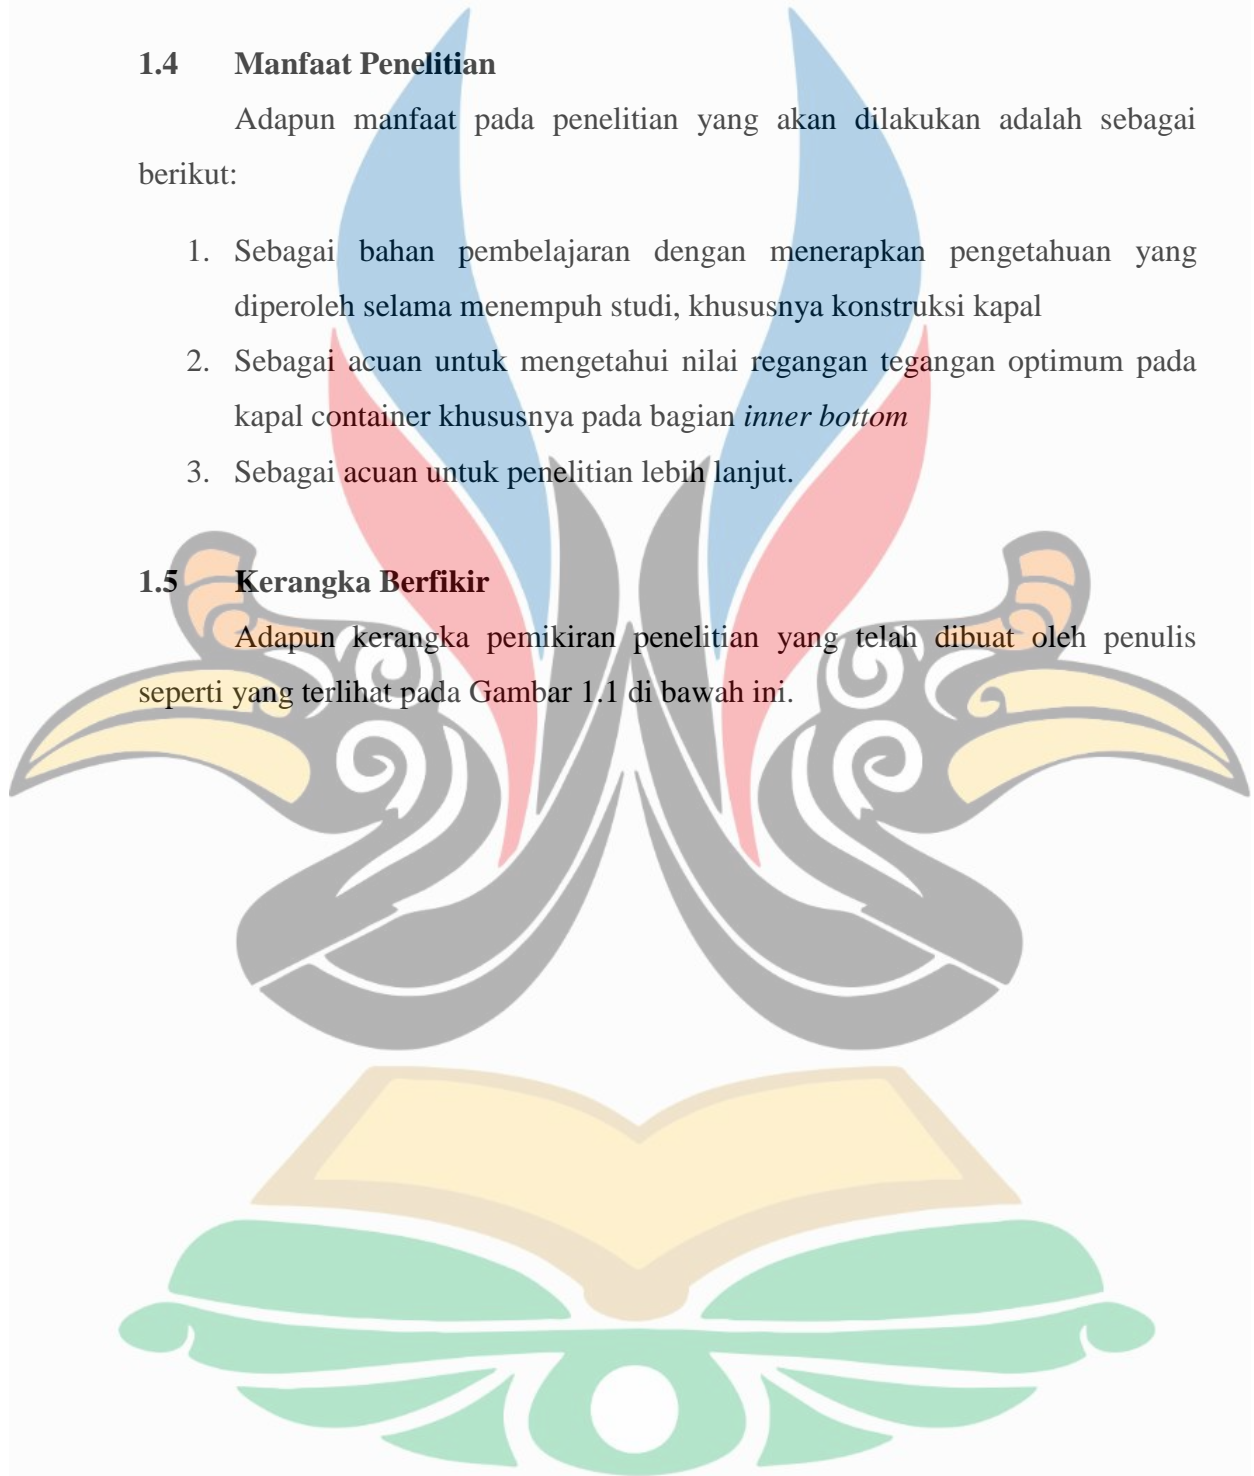 1.4 Manfaat Penelitian
Adapun manfaat pada penelitian yang akan dilakukan adalah sebagai
berikut:
1. Sebagai bahan pembelajaran dengan menerapkan pengetahuan yang
diperoleh selama menempuh studi, khususnya konstruksi kapal
2. Sebagai acuan untuk mengetahui nilai regangan tegangan optimum pada
kapal container khususnya pada bagian inner bottom
3. Sebagai acuan untuk penelitian lebih lanjut.
1.5 Kerangka Berfikir
Adapun kerangka pemikiran penelitian yang telah dibuat oleh penulis
seperti yang terlihat pada Gambar 1.1 di bawah ini.